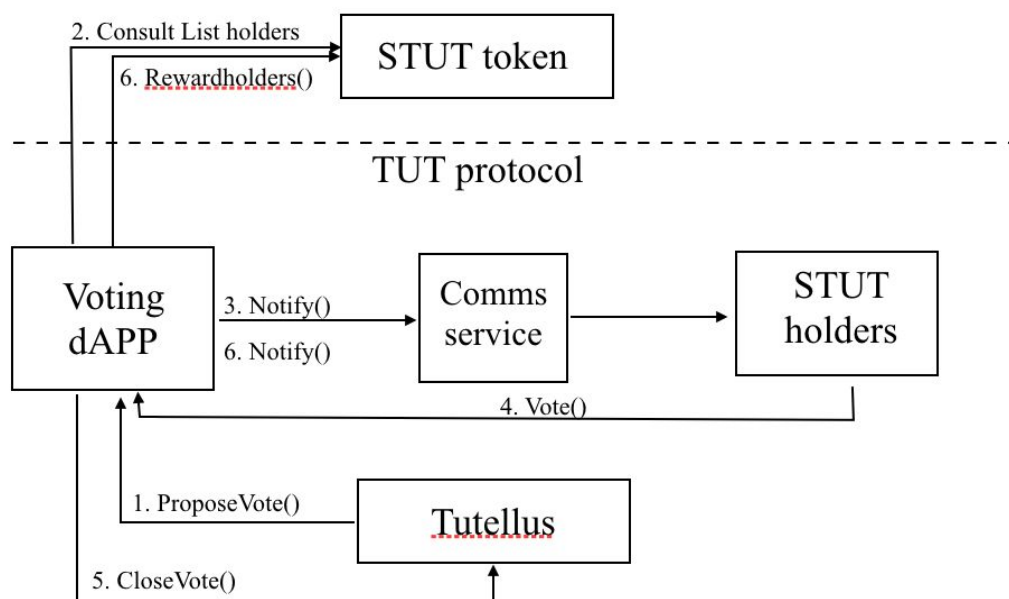 2. Consult List holders
STUT token
6. Rewardholders()
TUT protocol
Voting
dAPP
3. Notify()
6. Notify()
Comms
service
STUT
holders
4. Vote()
1. ProposeVote()
Tutellus
5. CloseVote()